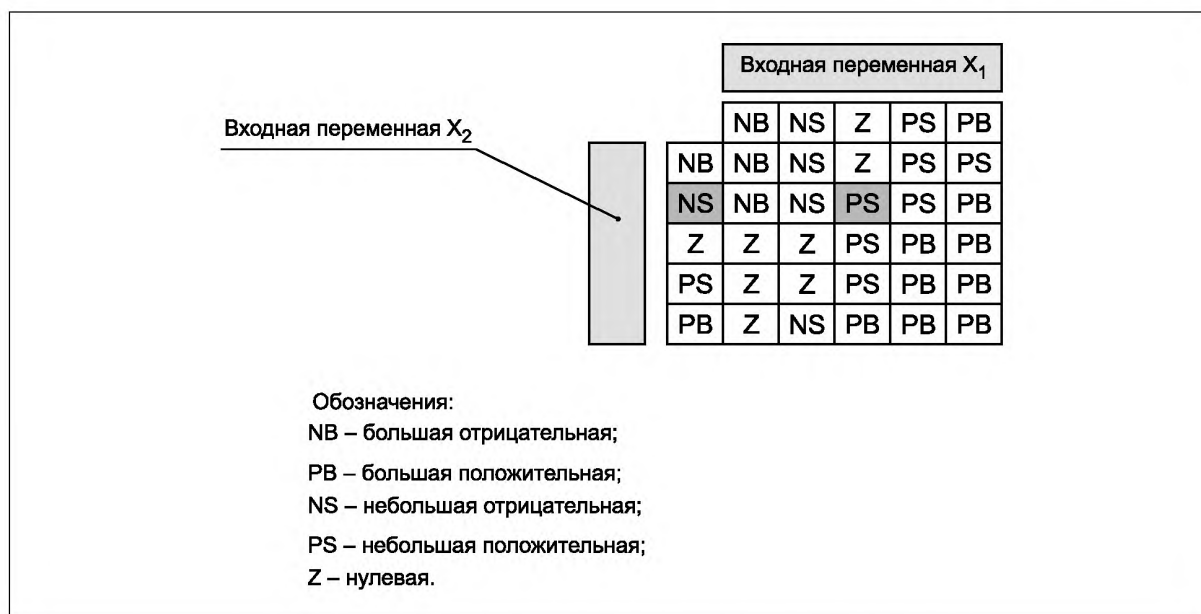 Входная переменная X1
Входная переменная X2
NB NS Z PS PB
NB NB NS Z PS PS
NS NB NS PS PS PB
Z Z Z PS PB PB
PS Z Z PS PB PB
PB Z NS PB PB PB
Обозначения:
NB – большая отрицательная;
PB – большая положительная;
NS – небольшая отрицательная;
PS – небольшая положительная;
Z – нулевая.